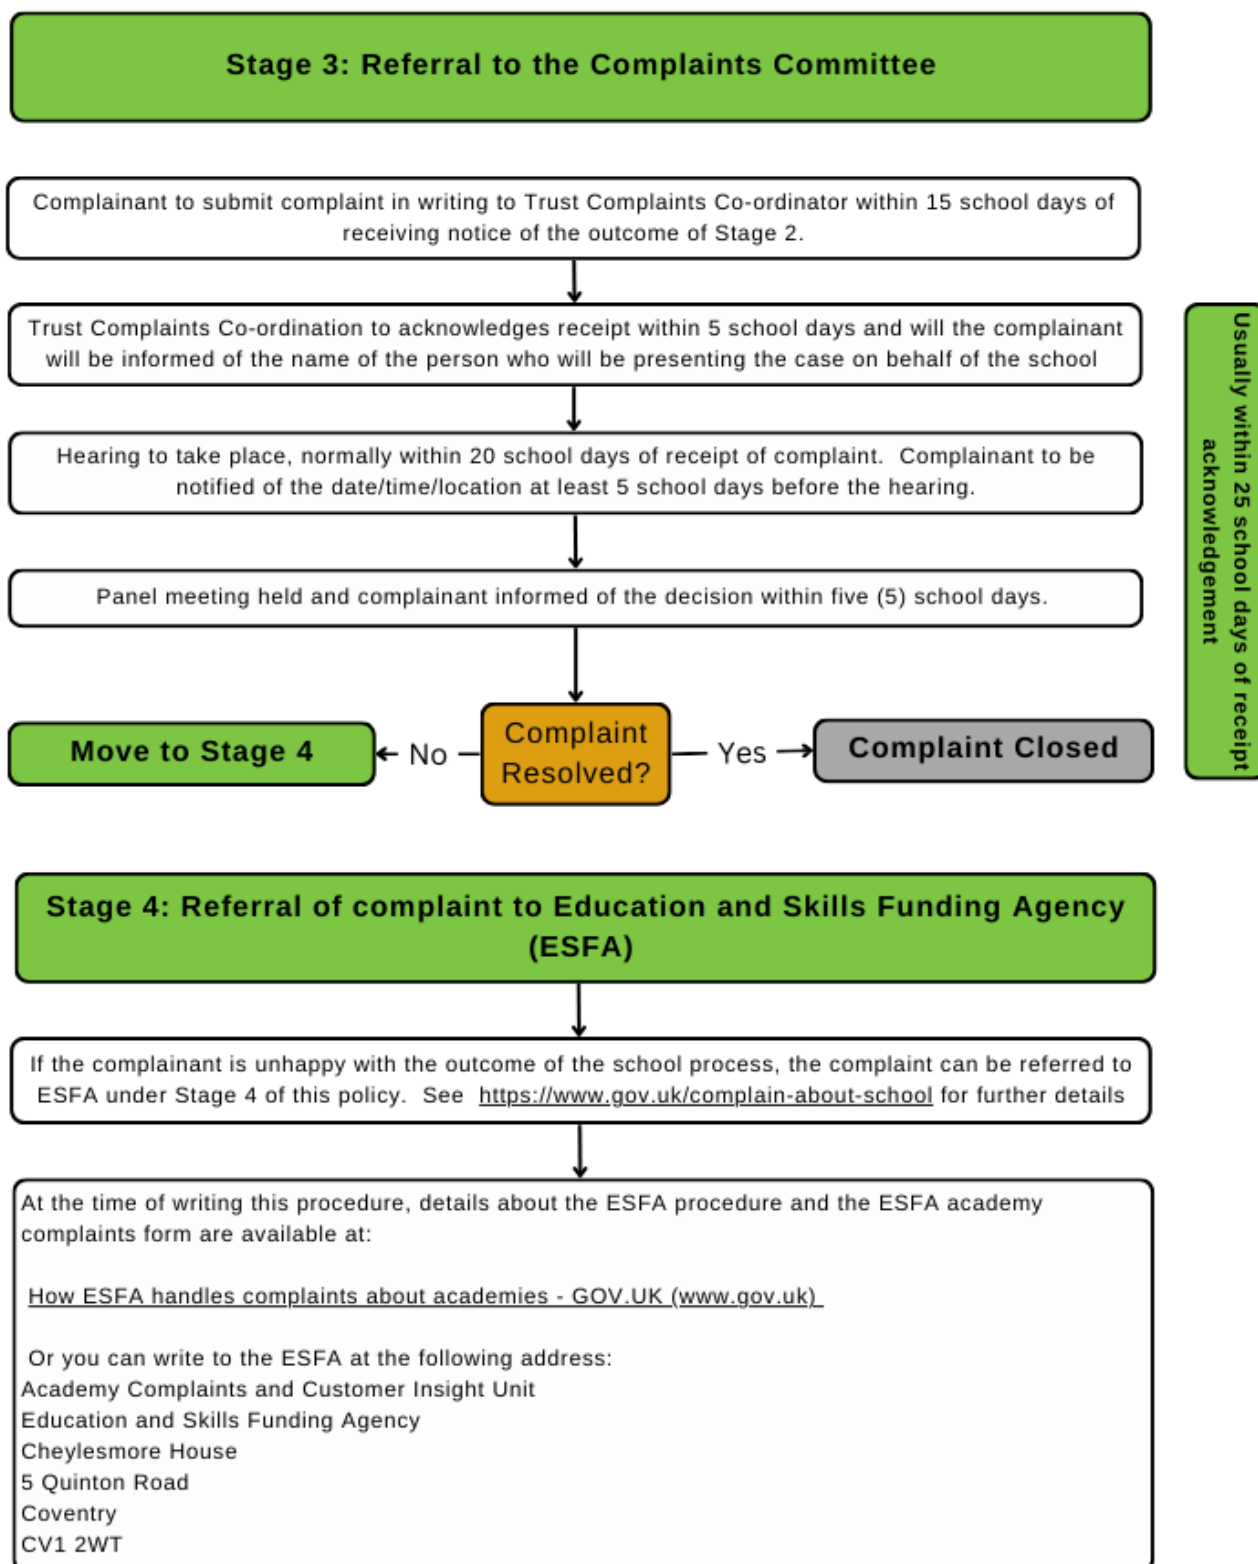 Stage 3: Referral to the Complaints Committee
Complainant to submit complaint in writing to Trust Complaints Co-ordinator within 15 school days of
receiving notice of the outcome of Stage 2.
Trust Complaints Co-ordination to acknowledges receipt within 5 school days and will the complainant
will be informed of the name of the person who will be presenting the case on behalf of the school
Hearing to take place, normally within 20 school days of receipt of complaint.  Complainant to be
notified of the date/time/location at least 5 school days before the hearing.
Panel meeting held and complainant informed of the decision within five (5) school days.
Usually within 25 school days of receipt
acknowledgement
Move to Stage 4
No
Complaint
Resolved?
Yes
Complaint Closed
Stage 4: Referral of complaint to Education and Skills Funding Agency
(ESFA)
If the complainant is unhappy with the outcome of the school process, the complaint can be referred to
ESFA under Stage 4 of this policy.  See  https://www.gov.uk/complain-about-school for further details
At the time of writing this procedure, details about the ESFA procedure and the ESFA academy
complaints form are available at:
How ESFA handles complaints about academies - GOV.UK (www.gov.uk)
Or you can write to the ESFA at the following address:
Academy Complaints and Customer Insight Unit
Education and Skills Funding Agency
Cheylesmore House
5 Quinton Road
Coventry
CV1 2WT